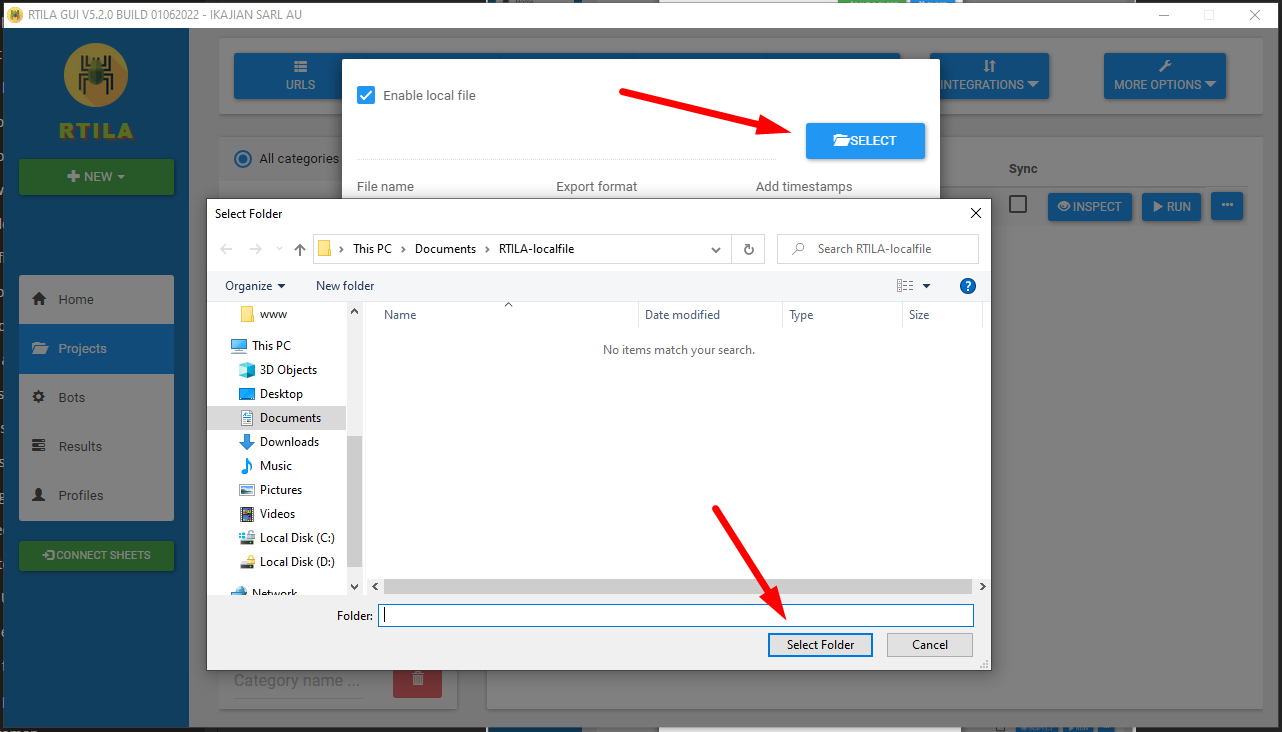 RTILA GUI V5.2.0 BUILD 01062022 - IKAJIAN SARL AU
RTILA
NEW
Home
Projects
Bots
Results
Profiles
CONNECT SHEETS
URLS
INTEGRATIONS
MORE OPTIONS
All categories
Enable local file
SELECT
File name Export format Add timestamps
Sync
INSPECT RUN
Select Folder
This PC > Documents > RTILA-localfile
Search RTILA-localfile
Organize New folder
Name Date modified Type Size
No items match your search.
www
This PC
3D Objects
Desktop
Documents
Downloads
Music
Pictures
Videos
Local Disk (C:)
Local Disk (D:)
Network
Folder:
Select Folder Cancel
Category name ...